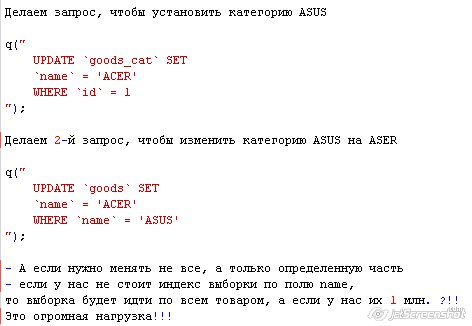 Делаем запрос, чтобы установить категорию ASUS
q("
UPDATE `goods_cat` SET
`name` = 'ACER'
WHERE `id` = 1
");
Делаем 2-й запрос, чтобы изменить категорию ASUS на ASER
q("
UPDATE `goods` SET
`name` = 'ACER'
WHERE `name` = 'ASUS'
");
- А если нужно менять не все, а только определенную часть
- если у нас не стоит индекс выборки по полю name,
то выборка будет идти по всем товаром, а если у нас их 1 млн. ?!!
Это огромная нагрузка!!!
jetScreenshot